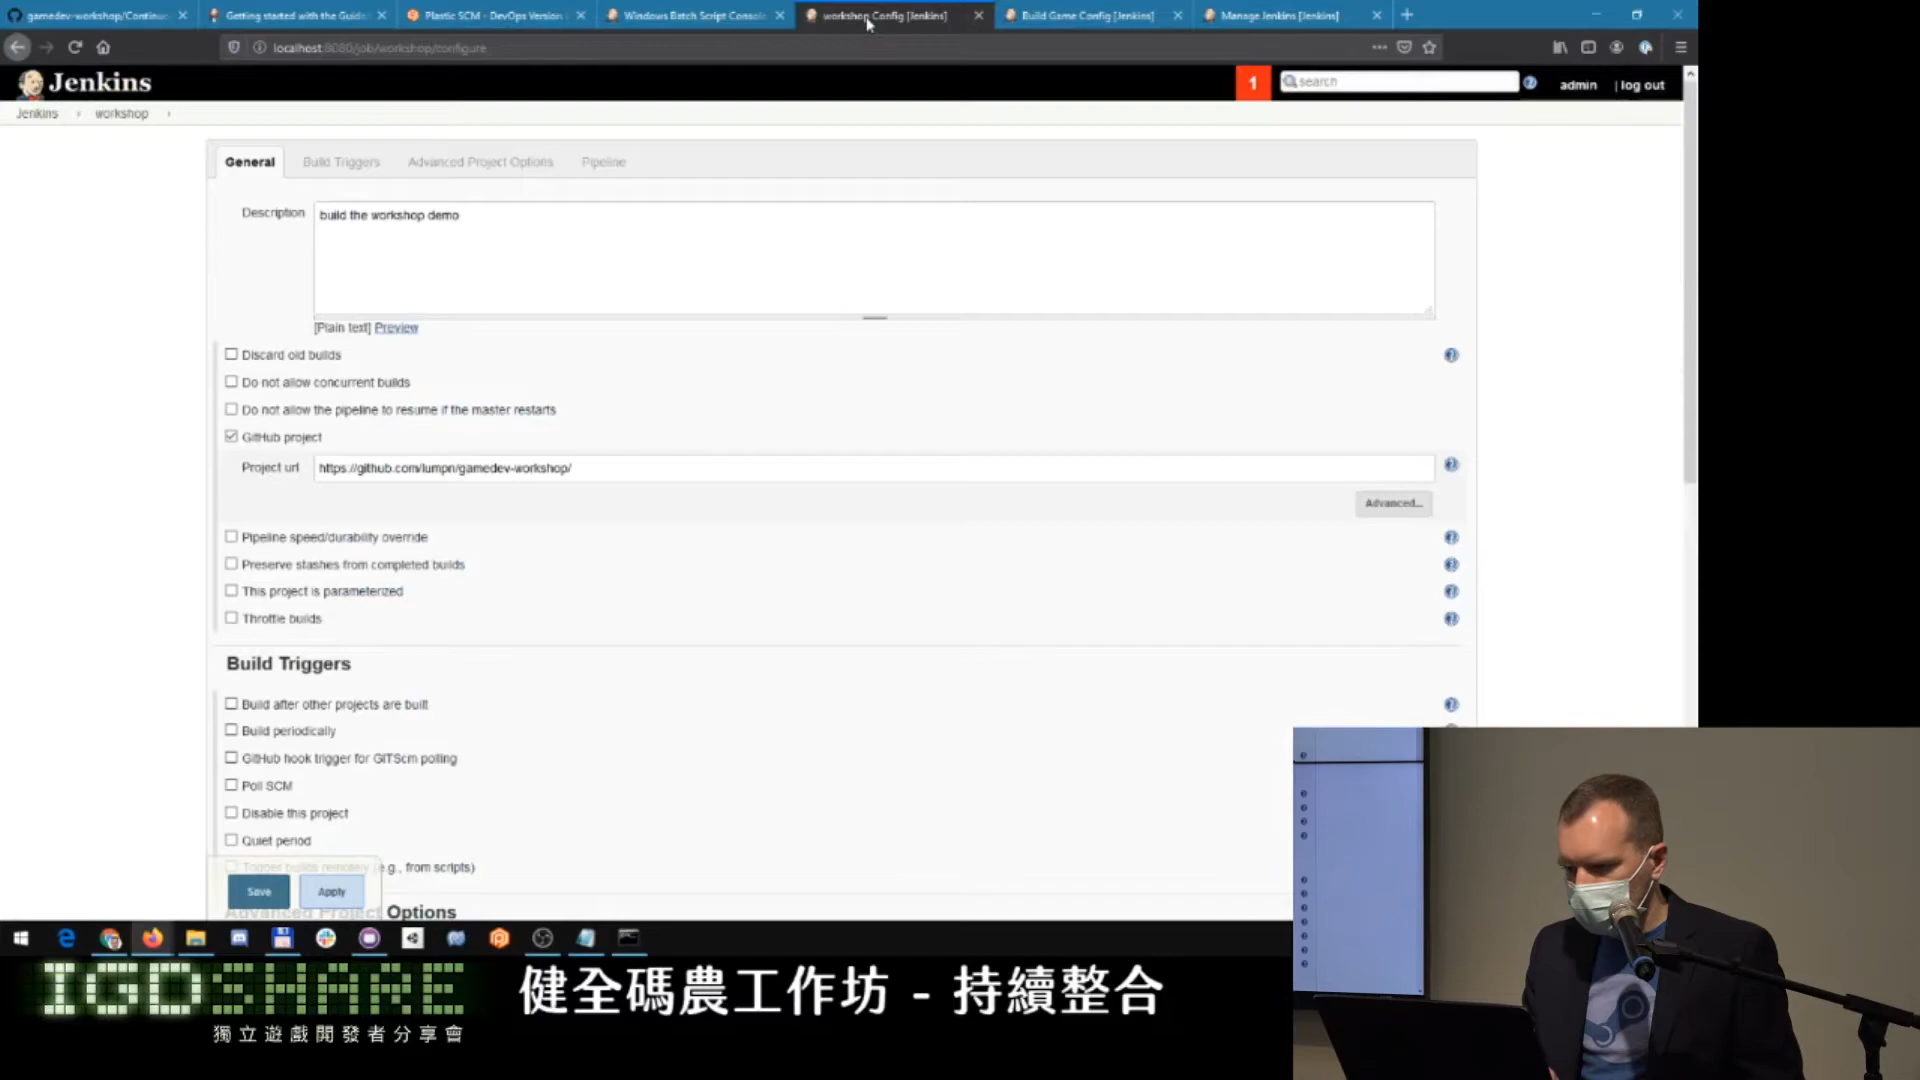 gamedev-workshop/Continuo
Getting started with the Guide
Plastic SCM - DevOps Version
Windows Batch Script Console
workshop Config [Jenkins]
Build Game Config [Jenkins]
Manage Jenkins [Jenkins]
localhost:8080/job/workshop/configure
Jenkins
1
search
admin
| log out
Jenkins
workshop
General
Build Triggers
Advanced Project Options
Pipeline
Description
build the workshop demo
[Plain text] Preview
Discard old builds
Do not allow concurrent builds
Do not allow the pipeline to resume if the master restarts
GitHub project
Project url
https://github.com/lumpn/gamedev-workshop/
Advanced...
Pipeline speed/durability override
Preserve stashes from completed builds
This project is parameterized
Throttle builds
Build Triggers
Build after other projects are built
Build periodically
GitHub hook trigger for GITScm polling
Poll SCM
Disable this project
Quiet period
Trigger builds remotely (e.g., from scripts)
Save
Apply
Advanced Project Options
IGDSHARE
獨立遊戲開發者分享會
健全碼農工作坊 - 持續整合